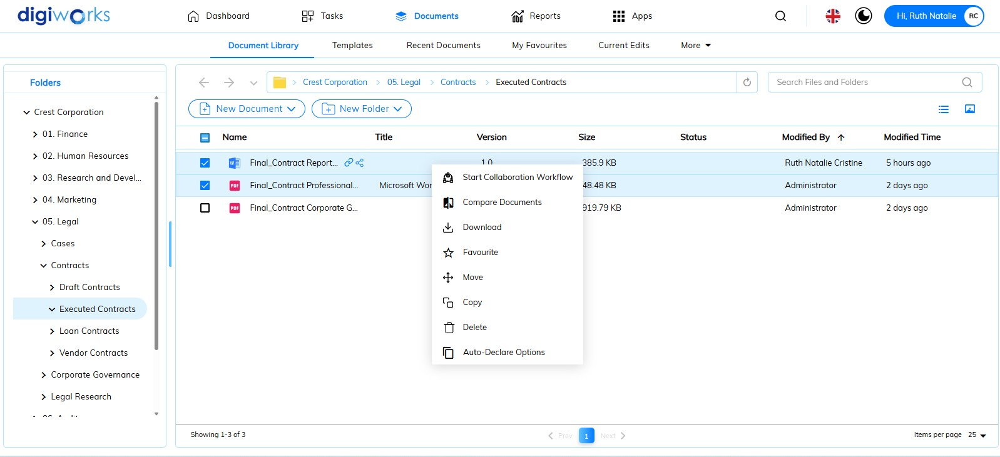 digiworks
Dashboard
Tasks
Documents
Reports
Apps
Hi, Ruth Natalie
RC
Document Library
Templates
Recent Documents
My Favourites
Current Edits
More
Folders
Crest Corporation
01. Finance
02. Human Resources
03. Research and Devel...
04. Marketing
05. Legal
Cases
Contracts
Draft Contracts
Executed Contracts
Loan Contracts
Vendor Contracts
Corporate Governance
Legal Research
Crest Corporation
05. Legal
Contracts
Executed Contracts
Search Files and Folders
New Document
New Folder
Name Title Version Size Status Modified By Modified Time
W Final_Contract Report... 1.0 385.9 KB Ruth Natalie Cristine 5 hours ago
PDF Final_Contract Professional... Microsoft Wor 48.48 KB Administrator 2 days ago
PDF Final_Contract Corporate G... 919.79 KB Administrator 2 days ago
Start Collaboration Workflow
Compare Documents
Download
Favourite
Move
Copy
Delete
Auto-Declare Options
Showing 1-3 of 3
Prev 1 Next
Items per page 25